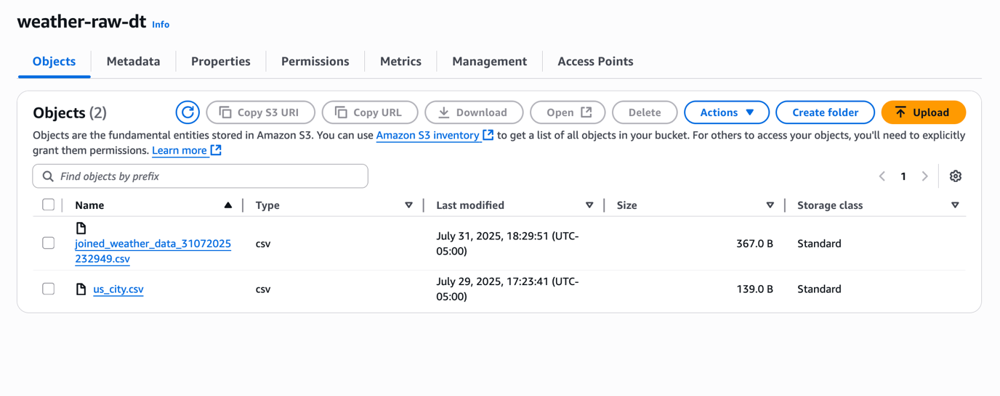 weather-raw-dt Info
Objects Metadata Properties Permissions Metrics Management Access Points
Objects (2) Copy S3 URI Copy URL Download Open Delete Actions Create folder Upload
Objects are the fundamental entities stored in Amazon S3. You can use Amazon S3 inventory to get a list of all objects in your bucket. For others to access your objects, you'll need to explicitly
grant them permissions. Learn more
Find objects by prefix 1
Name Type Last modified Size Storage class
joined_weather_data_31072025
232949.csv
csv
July 31, 2025, 18:29:51 (UTC-
05:00)
367.0 B
Standard
us_city.csv
csv
July 29, 2025, 17:23:41 (UTC-
05:00)
139.0 B
Standard